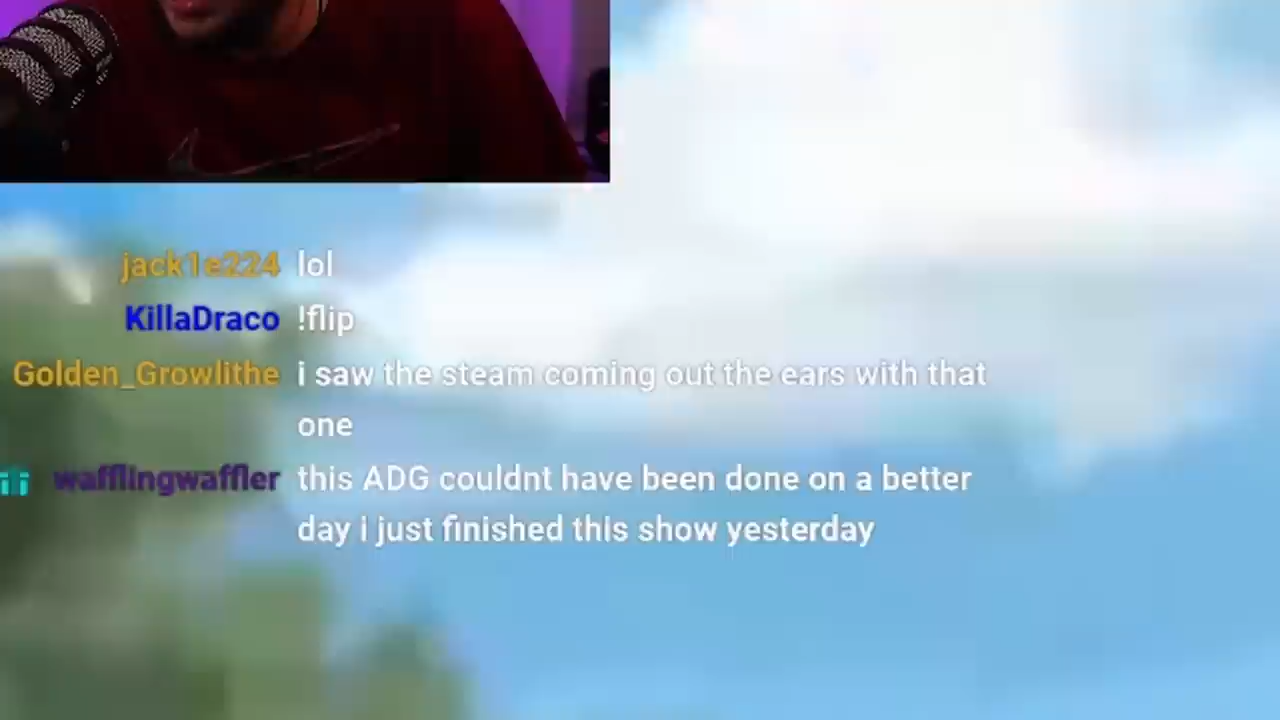 jack1e224 lol
KillaDraco !flip
Golden_Growlithe i saw the steam coming out the ears with that
one
wafflingwaffler this ADG couldnt have been done on a better
day i just finished this show yesterday